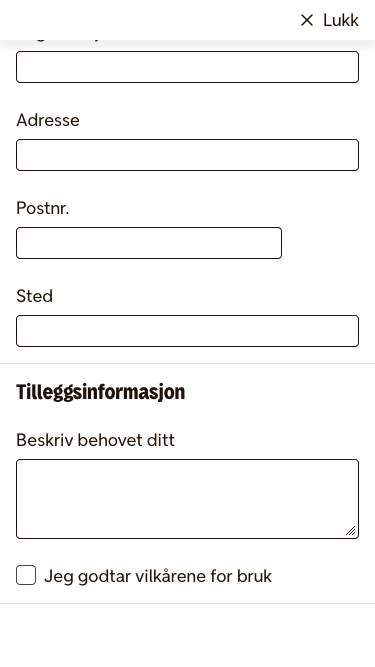 Lukk
Adresse
Postnr.
Sted
Tilleggsinformasjon
Beskriv behovet ditt
Jeg godtar vilkårene for bruk